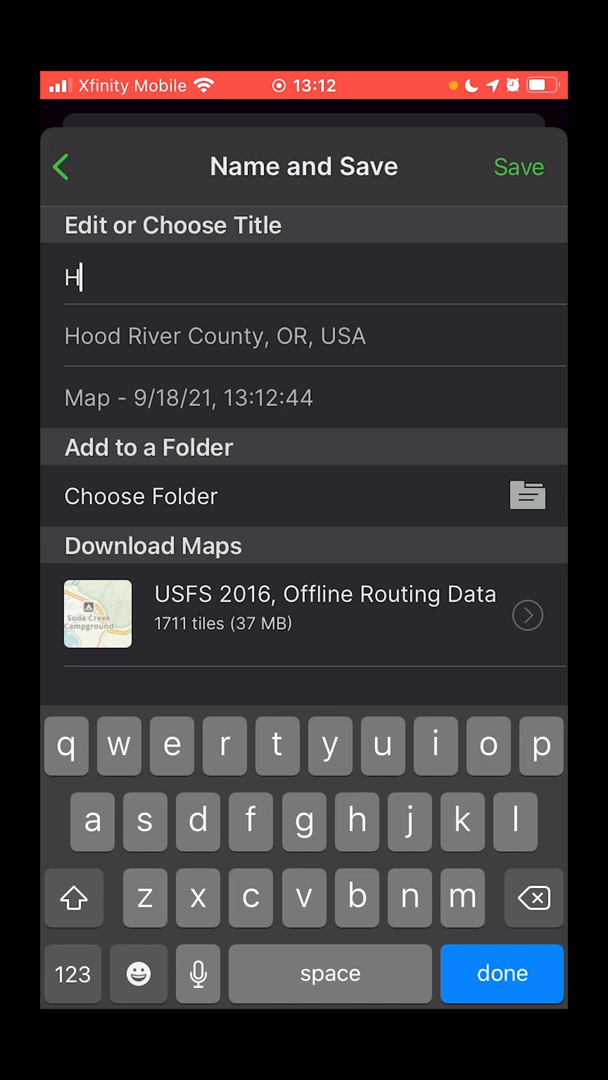 Xfinity Mobile 13:12
Name and Save Save
Edit or Choose Title
H
Hood River County, OR, USA
Map - 9/18/21, 13:12:44
Add to a Folder
Choose Folder
Download Maps
USFS 2016, Offline Routing Data
Soda Creek
Campground
1711 tiles (37 MB)
q w e r t y u i o p
a s d f g h j k l
z x c v b n m
123 space done